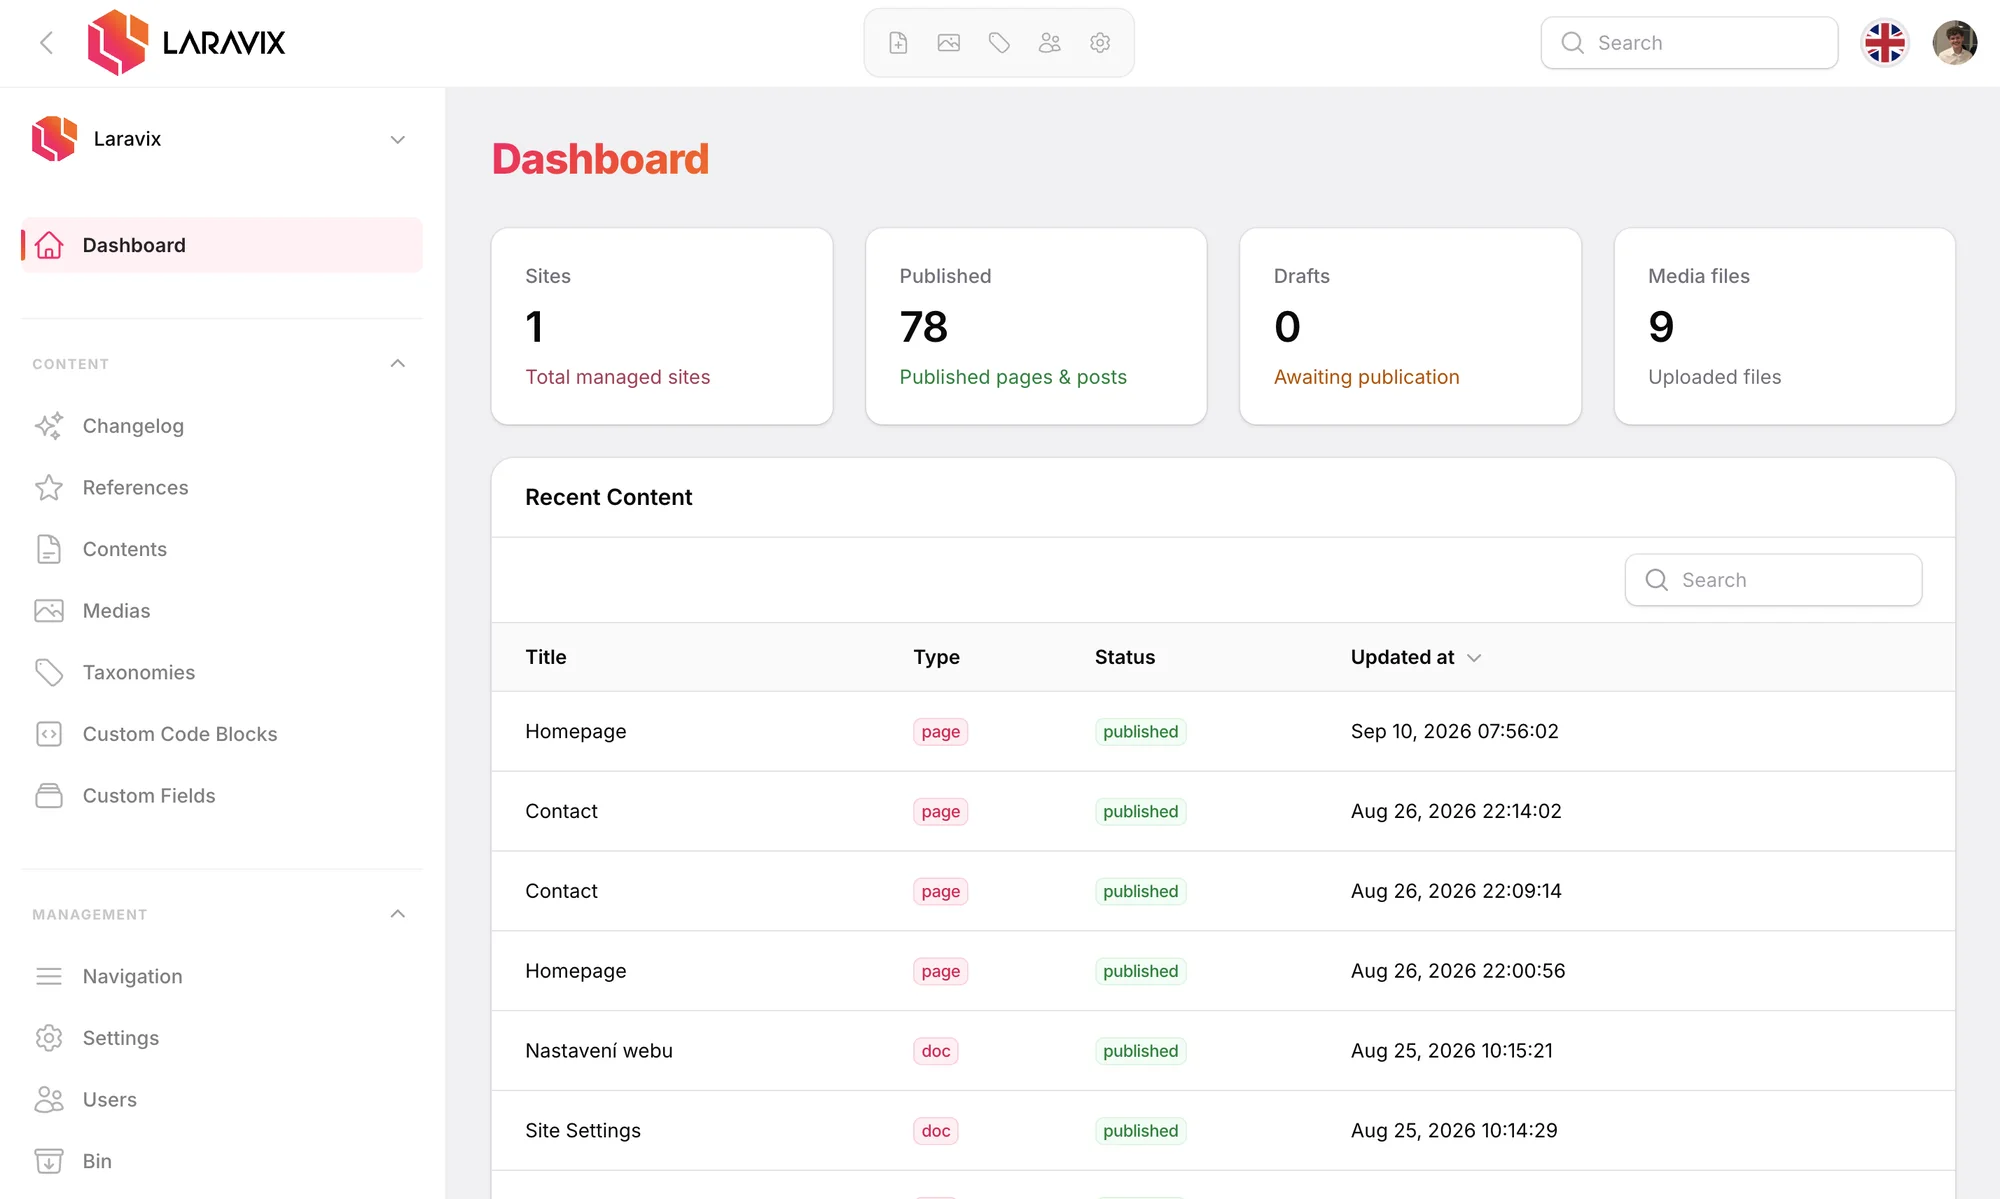 LARAVIX
Search
Laravix
Dashboard
CONTENT
Changelog
References
Contents
Medias
Taxonomies
Custom Code Blocks
Custom Fields
MANAGEMENT
Navigation
Settings
Users
Bin
Dashboard
Sites
1
Total managed sites
Published
78
Published pages & posts
Drafts
0
Awaiting publication
Media files
9
Uploaded files
Recent Content
Search
Title Type Status Updated at
Homepage page published Sep 10, 2026 07:56:02
Contact page published Aug 26, 2026 22:14:02
Contact page published Aug 26, 2026 22:09:14
Homepage page published Aug 26, 2026 22:00:56
Nastavení webu doc published Aug 25, 2026 10:15:21
Site Settings doc published Aug 25, 2026 10:14:29